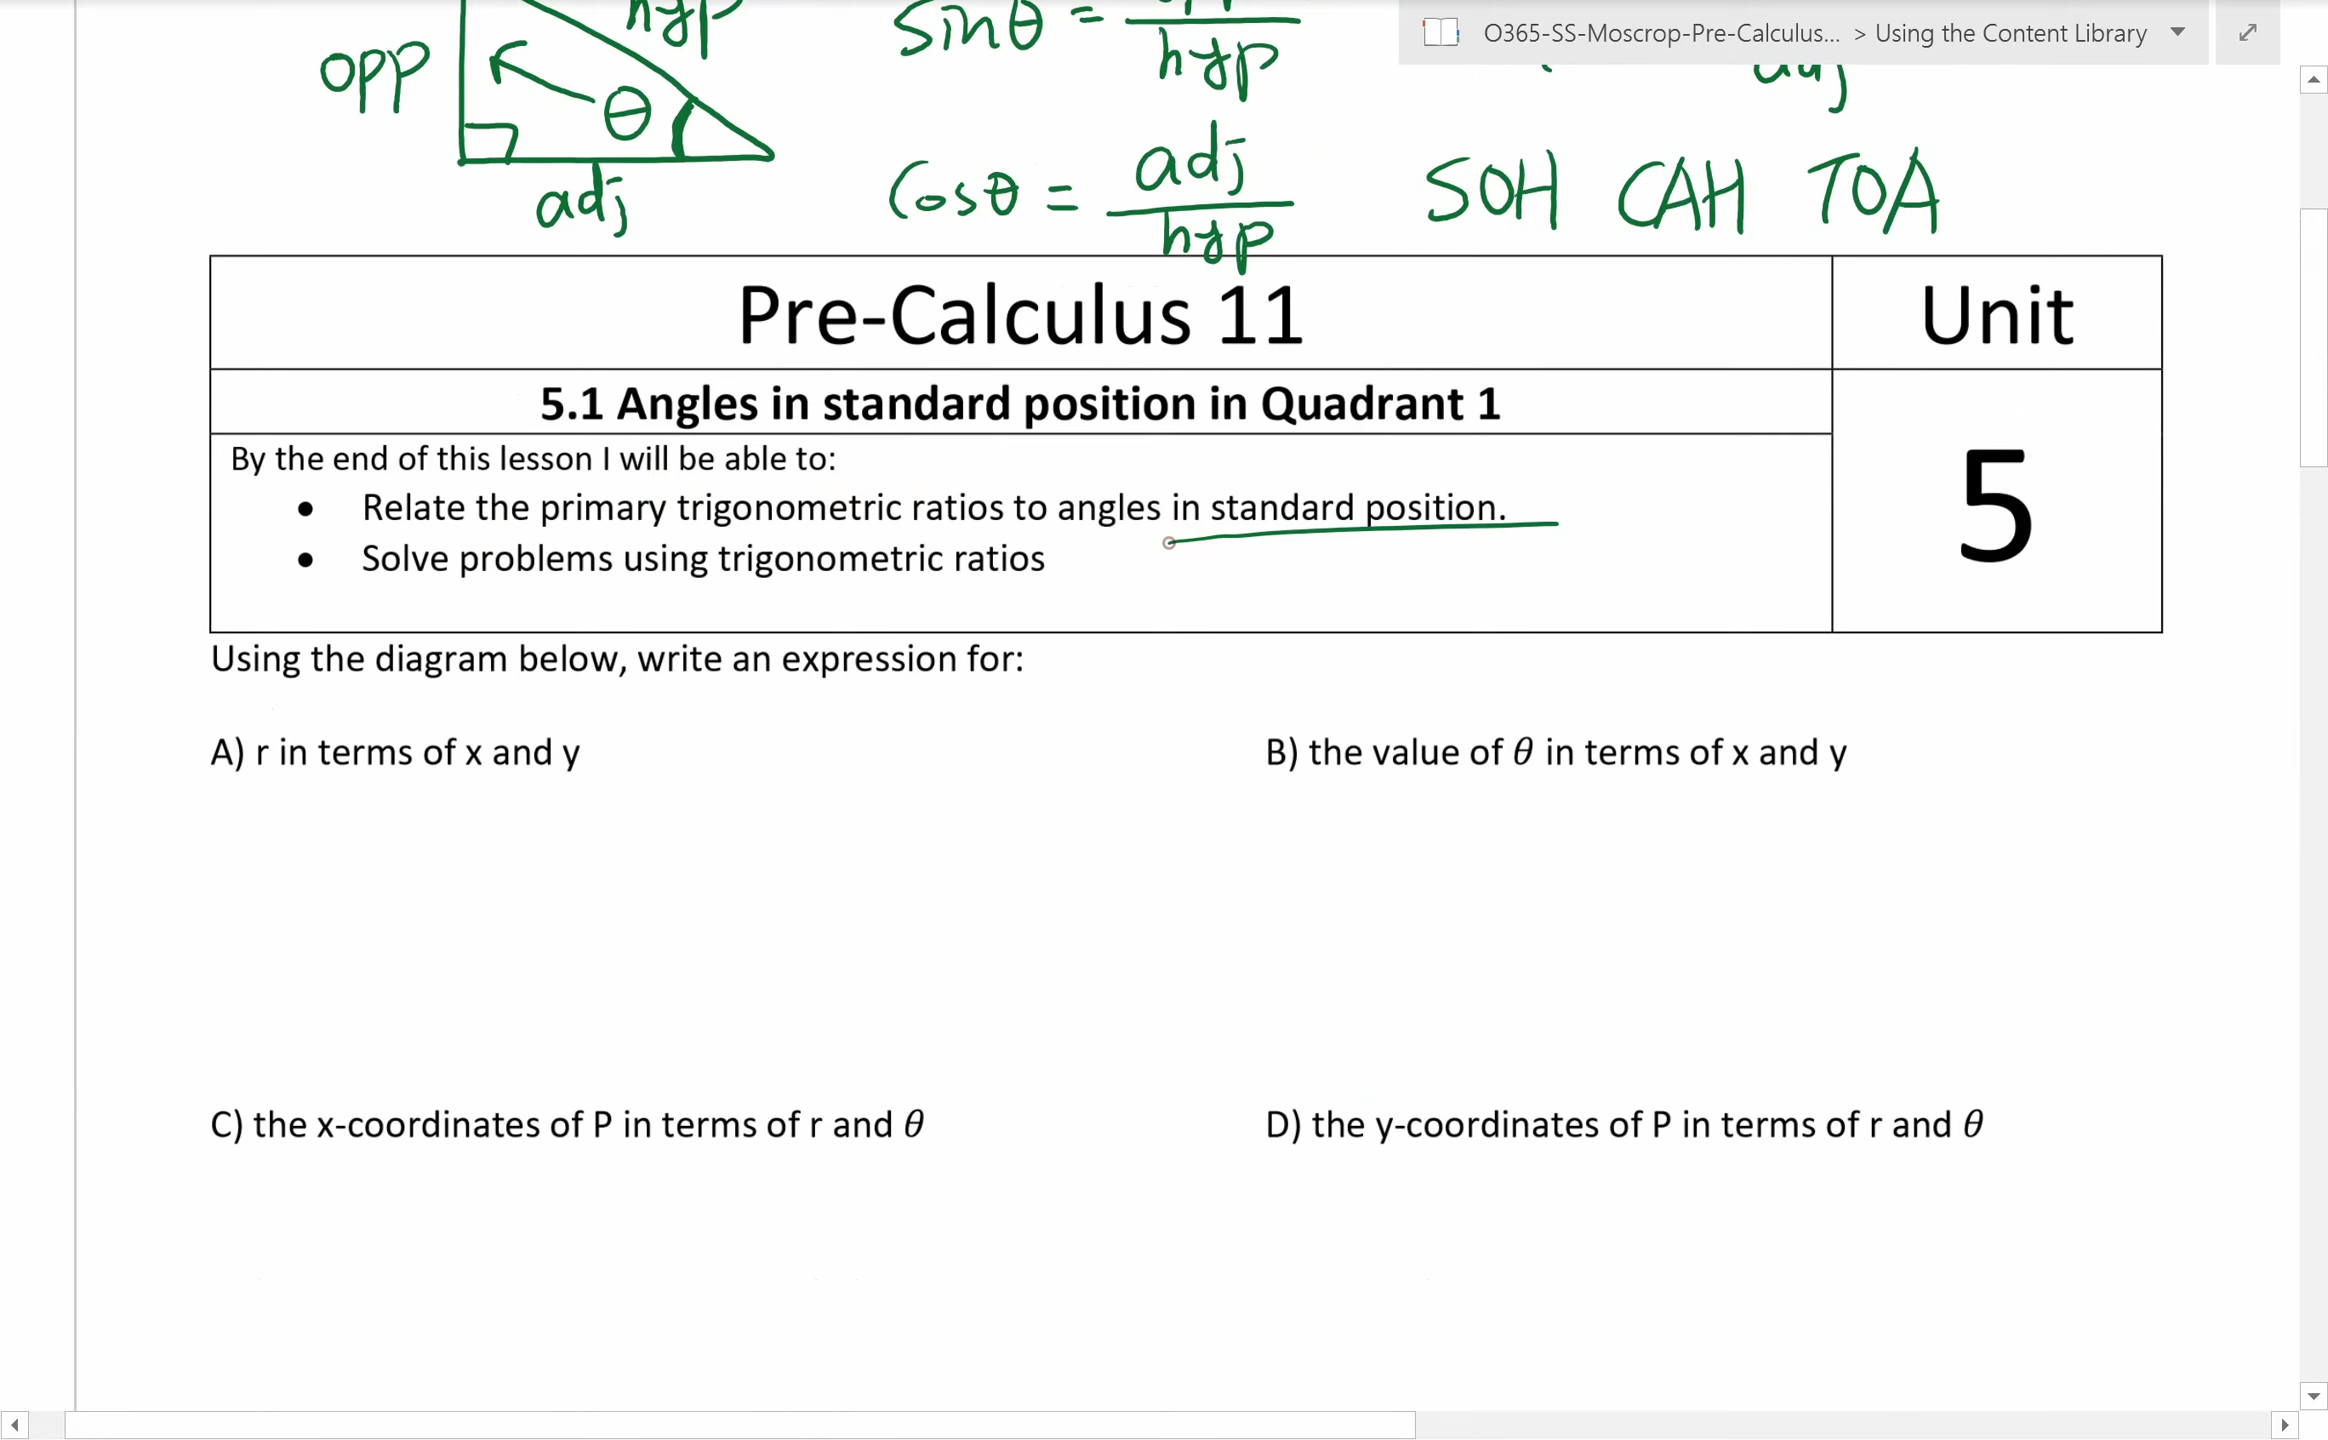 hyp
sinθ =
hyp
O365-SS-Moscrop-Pre-Calculus... > Using the Content Library
opp
θ
adj
adj
Cosθ = adj
hyp
SOH CAH TOA
Pre-Calculus 11
Unit
5.1 Angles in standard position in Quadrant 1
5
By the end of this lesson I will be able to:
• Relate the primary trigonometric ratios to angles in standard position.
• Solve problems using trigonometric ratios
Using the diagram below, write an expression for:
A) r in terms of x and y
B) the value of θ in terms of x and y
C) the x-coordinates of P in terms of r and θ
D) the y-coordinates of P in terms of r and θ